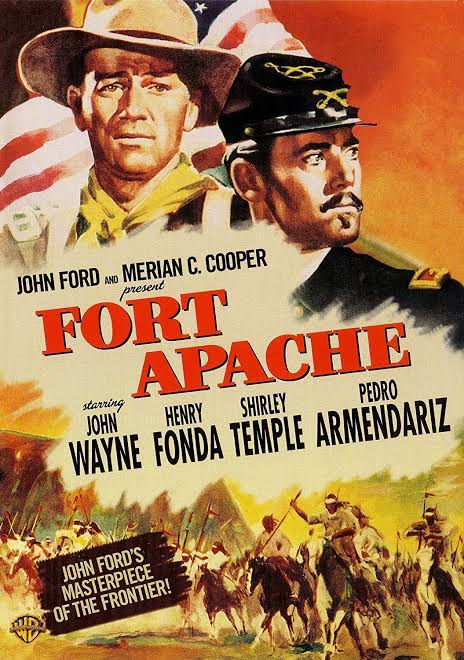 JOHN FORD AND MERIAN C. COOPER
present
FORT
APACHE
starring
JOHN WAYNE
HENRY FONDA
SHIRLEY TEMPLE
PEDRO ARMENDARIZ
JOHN FORD'S
MASTERPIECE
OF THE FRONTIER!
WB